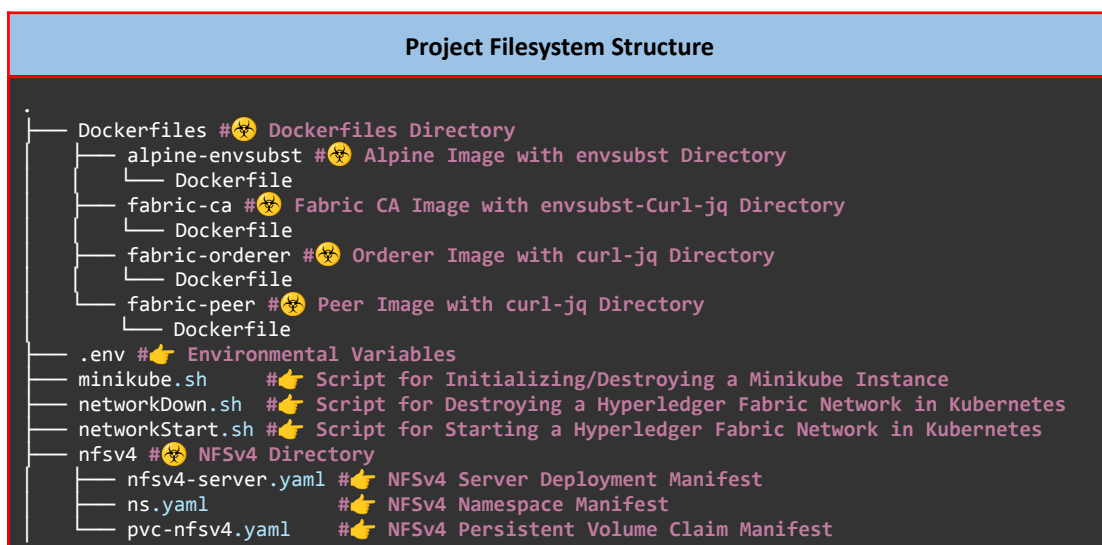 Project Filesystem Structure
.
├── Dockerfiles #☣ Dockerfiles Directory
│   ├── alpine-envsubst #☣ Alpine Image with envsubst Directory
│   │   └── Dockerfile
│   ├── fabric-ca #☣ Fabric CA Image with envsubst-Curl-jq Directory
│   │   └── Dockerfile
│   ├── fabric-orderer #☣ Orderer Image with curl-jq Directory
│   │   └── Dockerfile
│   └── fabric-peer #☣ Peer Image with curl-jq Directory
│       └── Dockerfile
├── .env #👉 Environmental Variables
├── minikube.sh     #👉 Script for Initializing/Destroying a Minikube Instance
├── networkDown.sh  #👉 Script for Destroying a Hyperledger Fabric Network in Kubernetes
├── networkStart.sh #👉 Script for Starting a Hyperledger Fabric Network in Kubernetes
├── nfsv4 #☣ NFSv4 Directory
│   ├── nfsv4-server.yaml #👉 NFSv4 Server Deployment Manifest
│   ├── ns.yaml           #👉 NFSv4 Namespace Manifest
│   └── pvc-nfsv4.yaml    #👉 NFSv4 Persistent Volume Claim Manifest